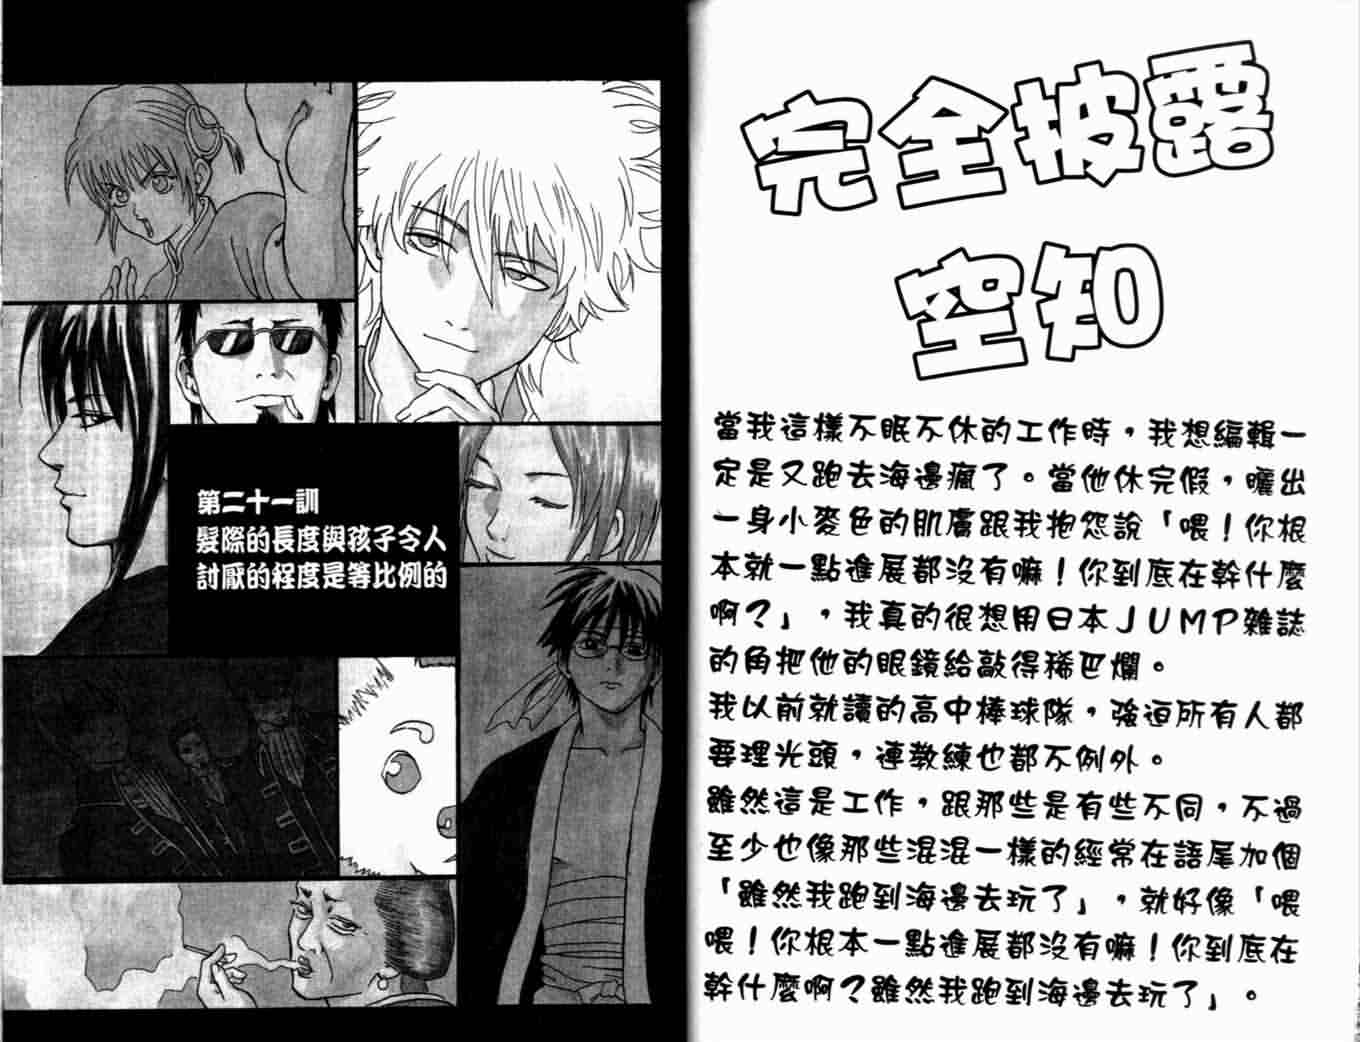 完全披露
空知
當我這樣不眠不休的工作時，我想編輯一
定是又跑去海邊瘋了。當他休完假，曬出
一身小麥色的肌膚跟我抱怨說「喂！你根
本就一點進展都沒有嘛！你到底在幹什麼
啊？」，我真的很想用日本JUMP雜誌
的角把他的眼鏡給敲得稀巴爛。
我以前就讀的高中棒球隊，強迫所有人都
要理光頭，連教練也都不例外。
雖然這是工作，跟那些是有些不同，不過
至少也像那些混混一樣的經常在語尾加個
「雖然我跑到海邊去玩了」，就好像「喂
喂！你根本一點進展都沒有嘛！你到底在
幹什麼啊？雖然我跑到海邊去玩了」。
第二十一訓
髮際的長度與孩子令人
討厭的程度是等比例的